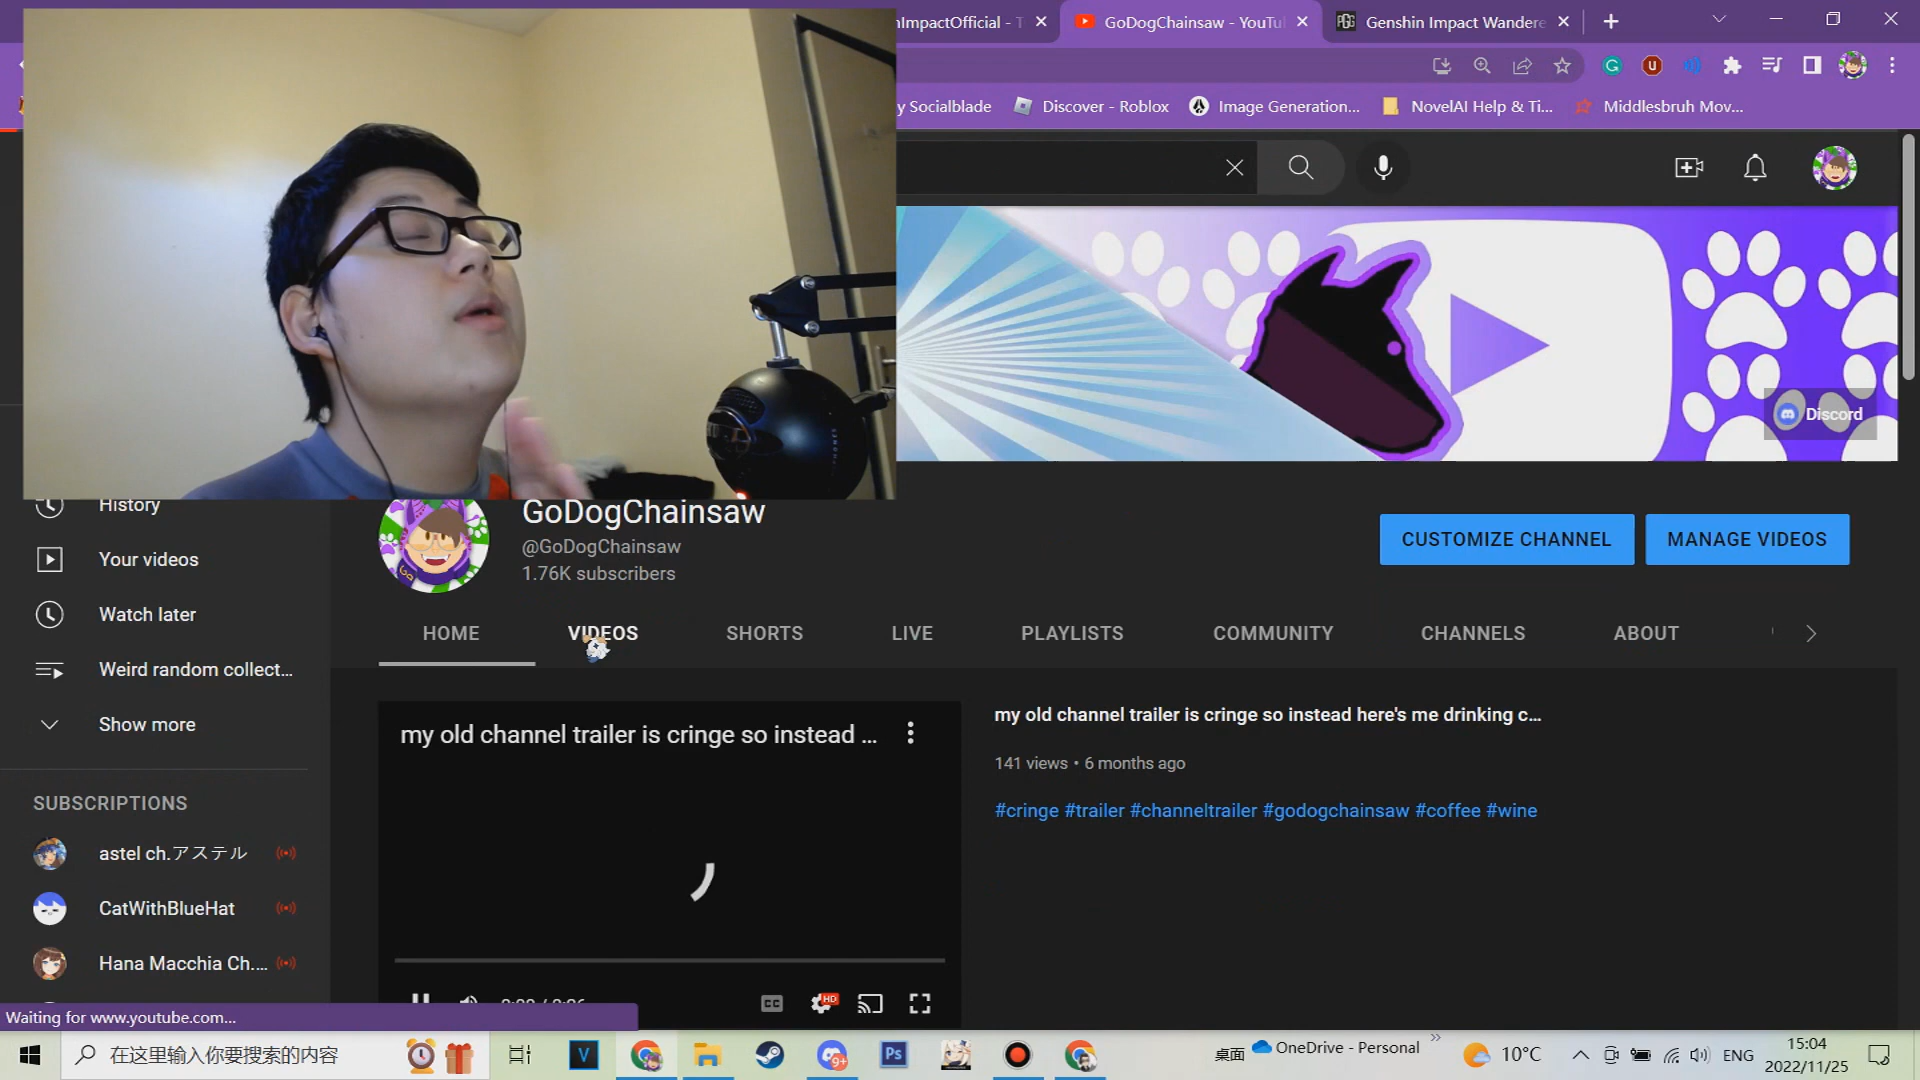 nImpactOfficial - T
GoDogChainsaw - YouTu
Genshin Impact Wandere
y Socialblade
Discover - Roblox
Image Generation...
NovelAI Help & Ti...
Middlesbruh Mov...
Discord
History
Your videos
Watch later
Weird random collect...
Show more
SUBSCRIPTIONS
astel ch.アステル
CatWithBlueHat
Hana Macchia Ch....
GoDogChainsaw
@GoDogChainsaw
1.76K subscribers
CUSTOMIZE CHANNEL
MANAGE VIDEOS
HOME VIDEOS SHORTS LIVE PLAYLISTS COMMUNITY CHANNELS ABOUT
my old channel trailer is cringe so instead ...
my old channel trailer is cringe so instead here's me drinking c...
141 views • 6 months ago
#cringe #trailer #channeltrailer #godogchainsaw #coffee #wine
CC
HD
Waiting for www.youtube.com...
在这里输入你要搜索的内容
V
9+
Ps
桌面
OneDrive - Personal
10°C
ENG
15:04
2022/11/25